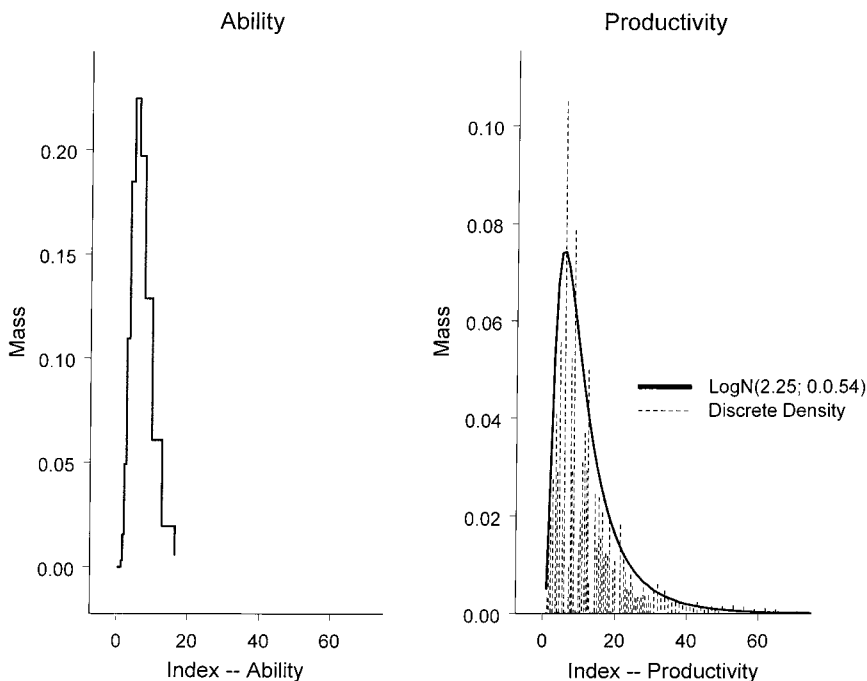 Ability
Mass
0.20
0.15
0.10
0.05
0.00
0
20
40
60
Index -- Ability
Productivity
Mass
0.10
0.08
0.06
0.04
0.02
0.00
LogN(2.25; 0.0.54)
Discrete Density
0
20
40
60
Index -- Productivity